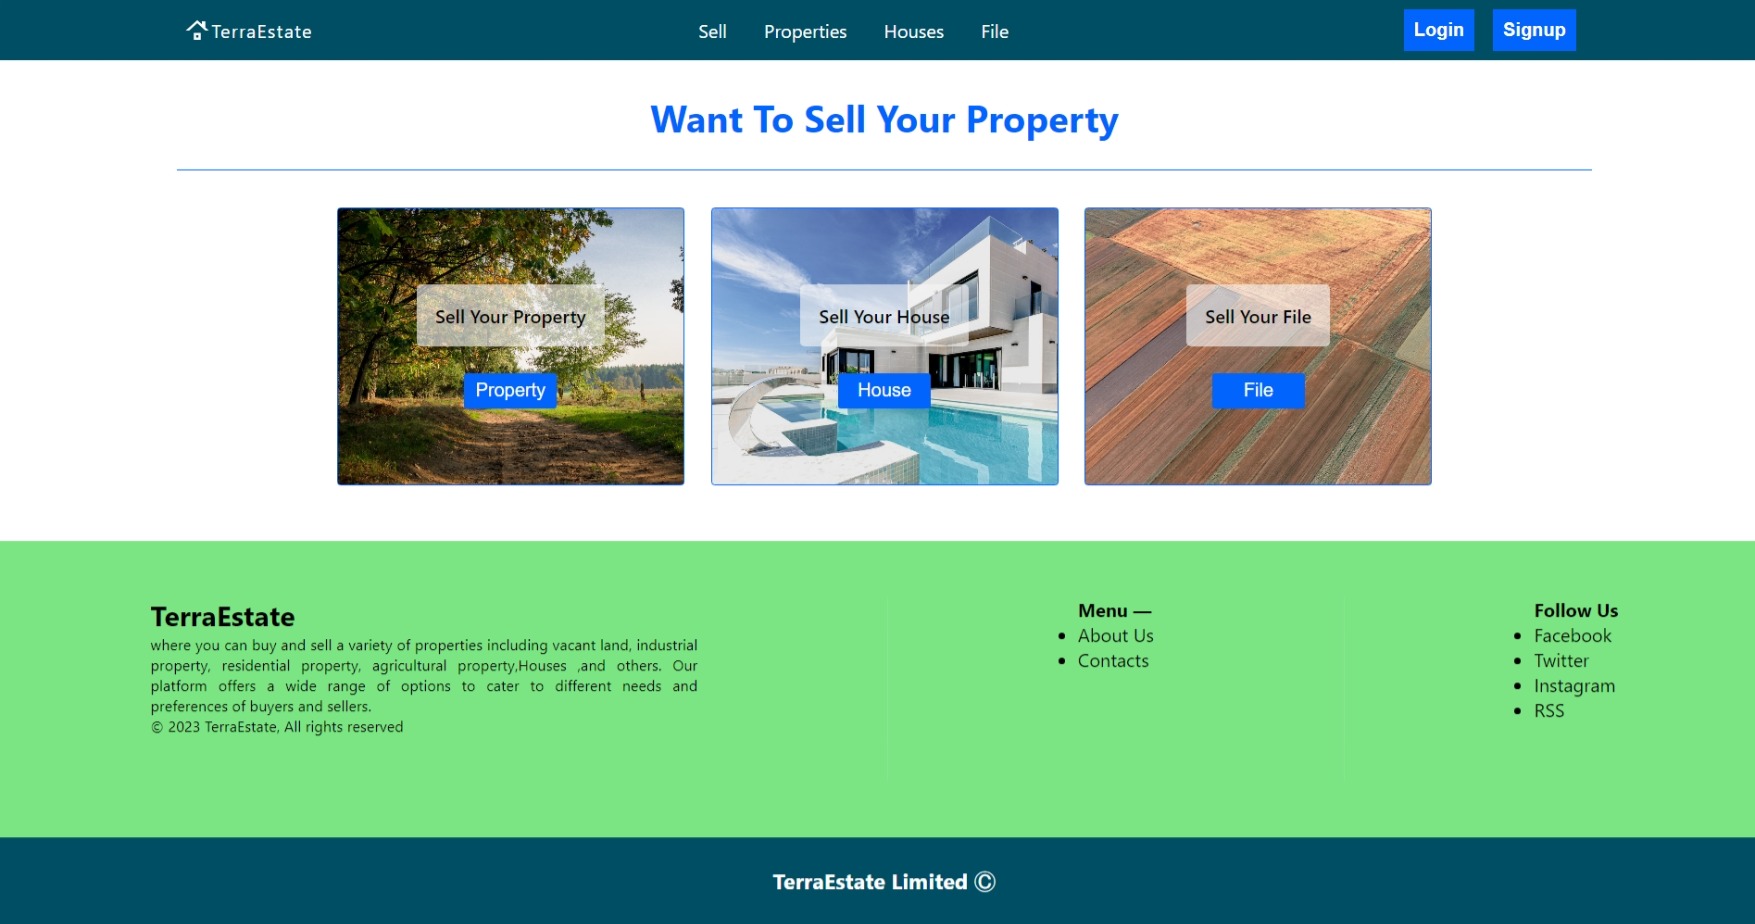 TerraEstate
Sell Properties Houses File
Login Signup
Want To Sell Your Property
Sell Your Property
Property
Sell Your House
House
Sell Your File
File
TerraEstate
where you can buy and sell a variety of properties including vacant land, industrial
property, residential property, agricultural property,Houses ,and others. Our
platform offers a wide range of options to cater to different needs and
preferences of buyers and sellers.
© 2023 TerraEstate, All rights reserved
Menu —
• About Us
• Contacts
Follow Us
• Facebook
• Twitter
• Instagram
• RSS
TerraEstate Limited ©